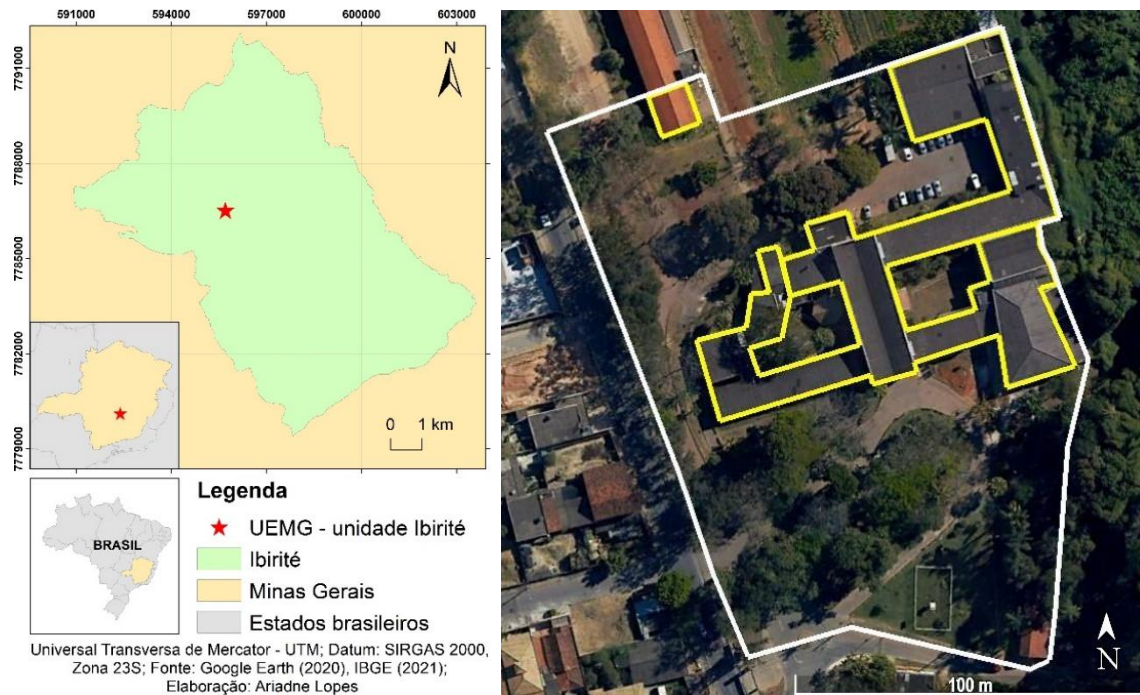 591000 594000 597000 600000 603000
7791000
7788000
7785000
7782000
7779000
N
0 1 km
BRASIL
Legenda
UEMG - unidade Ibirité
Ibirité
Minas Gerais
Estados brasileiros
Universal Transversa de Mercator - UTM; Datum: SIRGAS 2000,
Zona 23S; Fonte: Google Earth (2020), IBGE (2021);
Elaboração: Ariadne Lopes
N
100 m